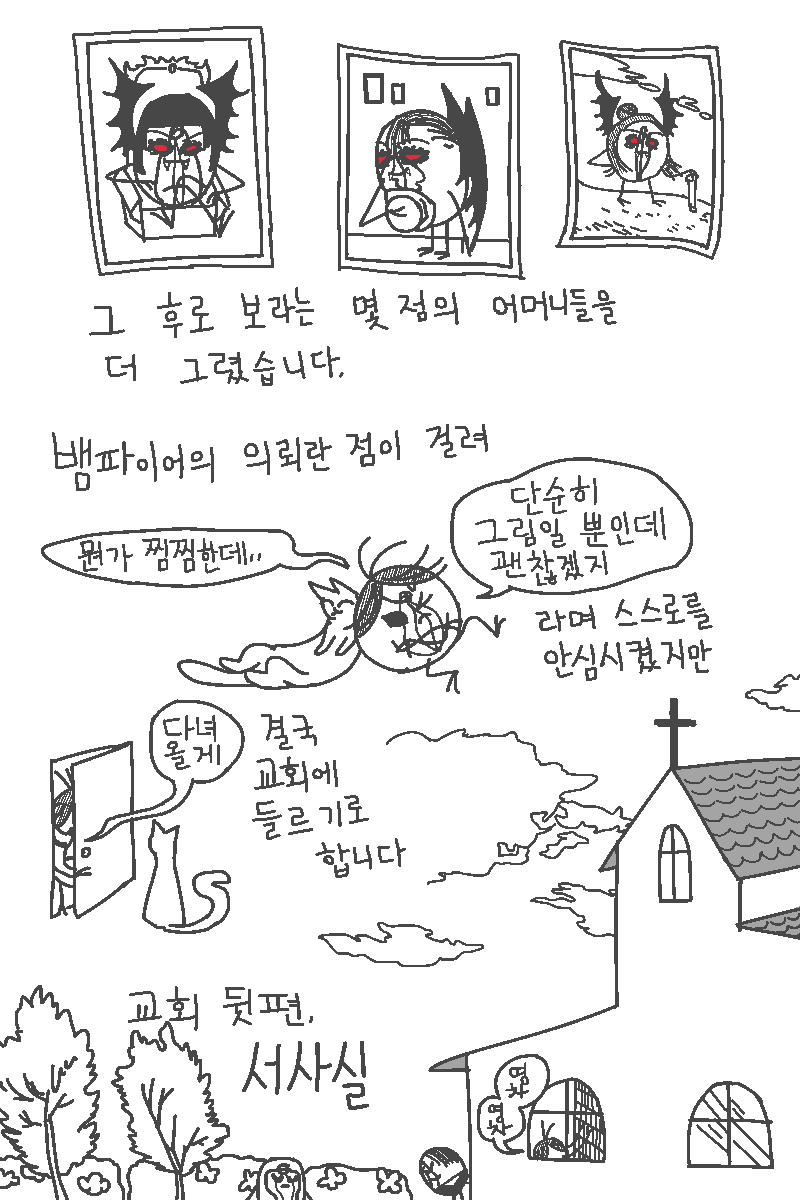 그 후로 보라는 몇 점의 어머니들을
더 그렸습니다.
뱀파이어의 의뢰란 점이 걸려
뭔가 찜찜한데..
단순히
그림일 뿐인데
괜찮겠지
라며 스스로를
안심시켰지만
다녀
올게
결국
교회에
들르기로
합니다
교회 뒷편,
서사실
영차
영차